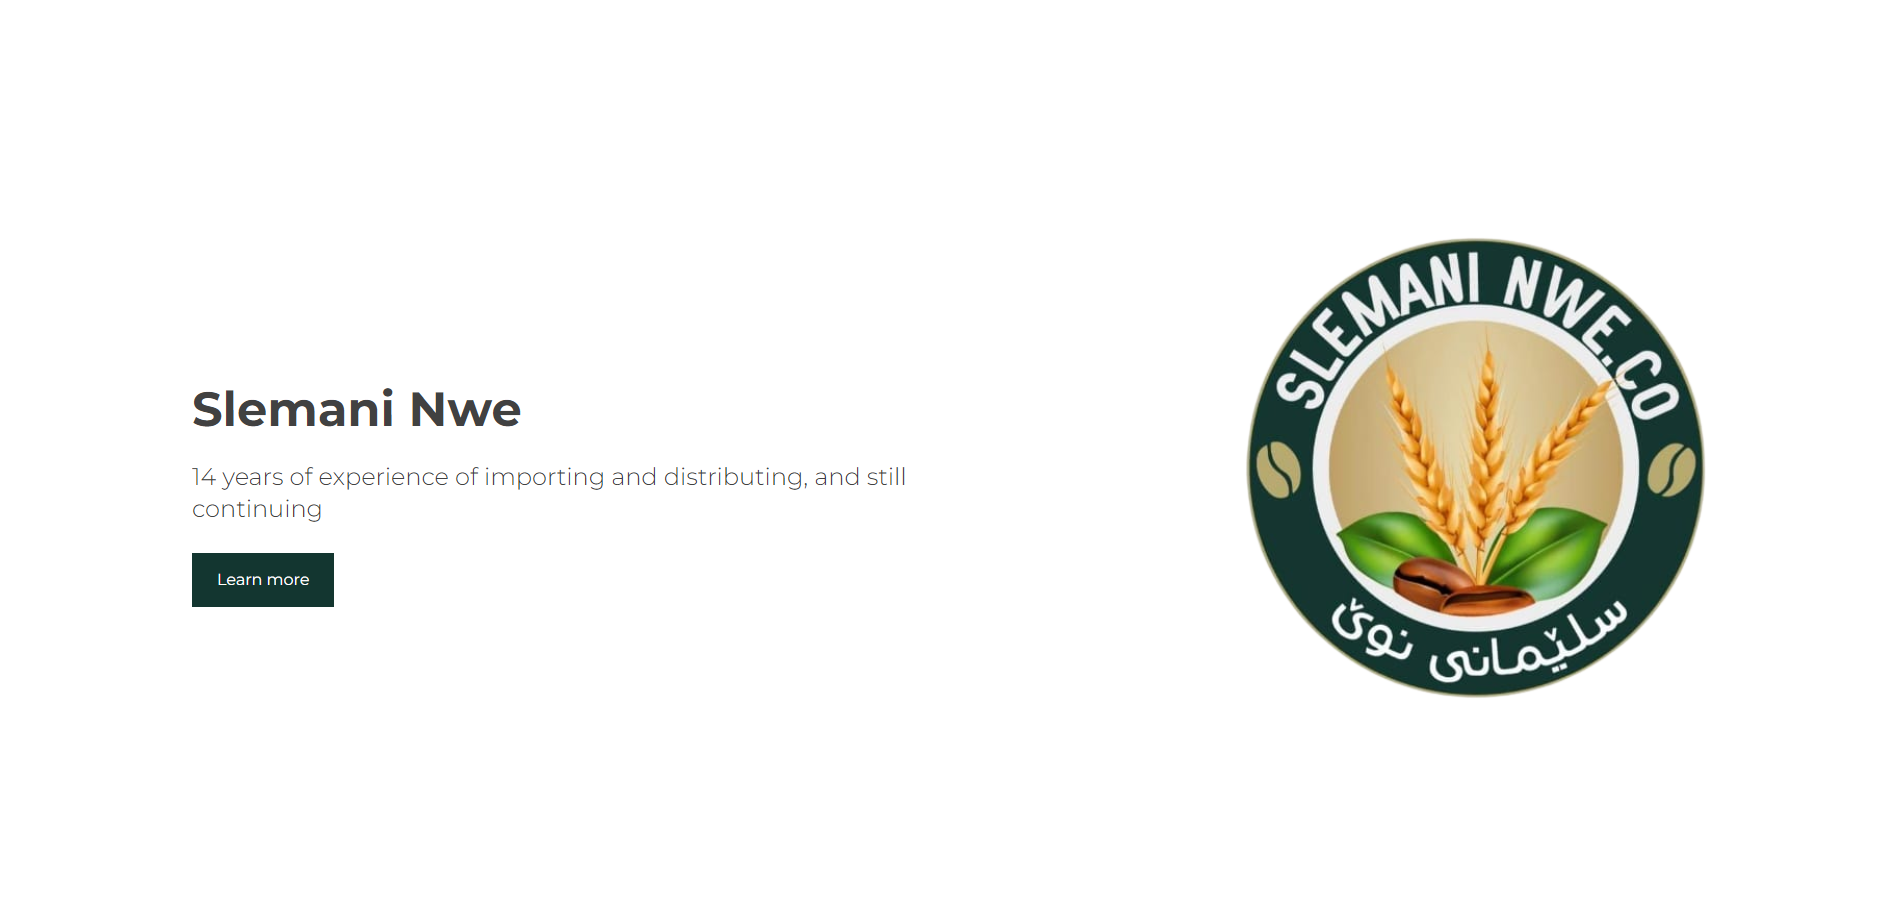 Slemani Nwe
14 years of experience of importing and distributing, and still
continuing
Learn more
SLEMANI NWE.CO
سلێمانی نوێ